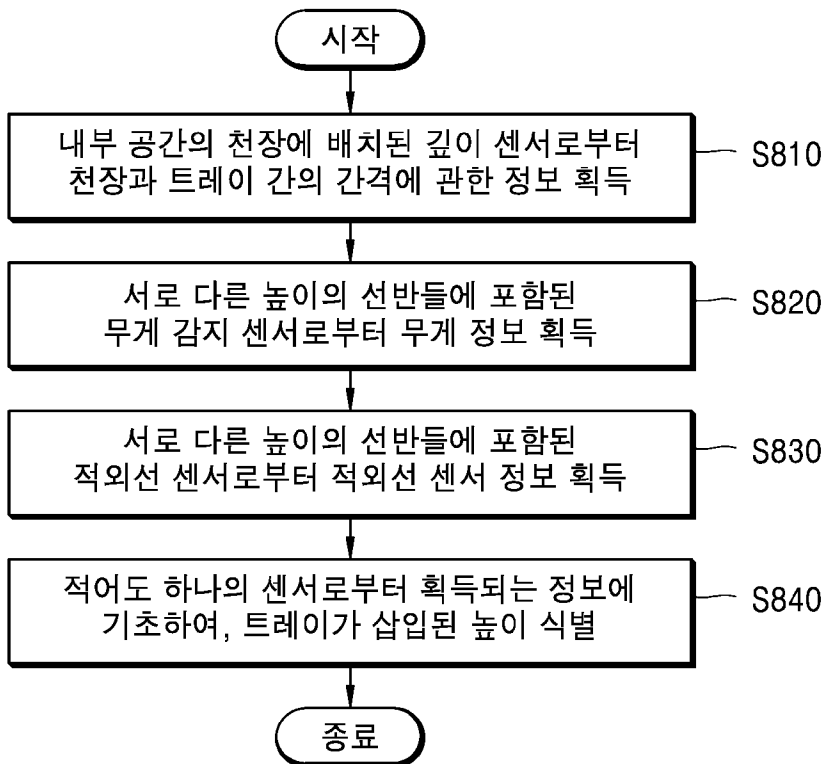 시작
내부 공간의 천장에 배치된 깊이 센서로부터
천장과 트레이 간의 간격에 관한 정보 획득
S810
서로 다른 높이의 선반들에 포함된
무게 감지 센서로부터 무게 정보 획득
S820
서로 다른 높이의 선반들에 포함된
적외선 센서로부터 적외선 센서 정보 획득
S830
적어도 하나의 센서로부터 획득되는 정보에
기초하여, 트레이가 삽입된 높이 식별
S840
종료